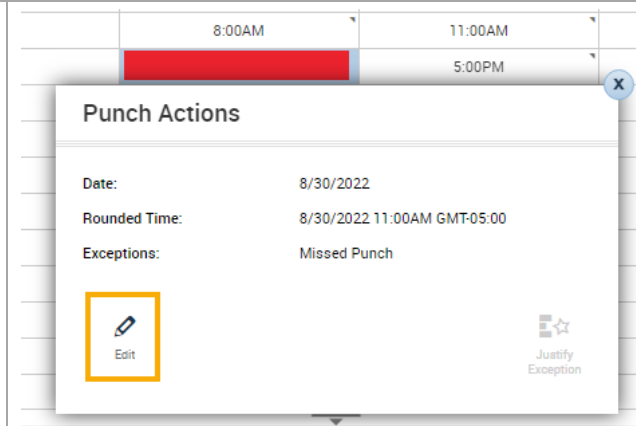 8:00AM 11:00AM
5:00PM
X
Punch Actions
Date: 8/30/2022
Rounded Time: 8/30/2022 11:00AM GMT-05:00
Exceptions: Missed Punch
Edit
Justify
Exception